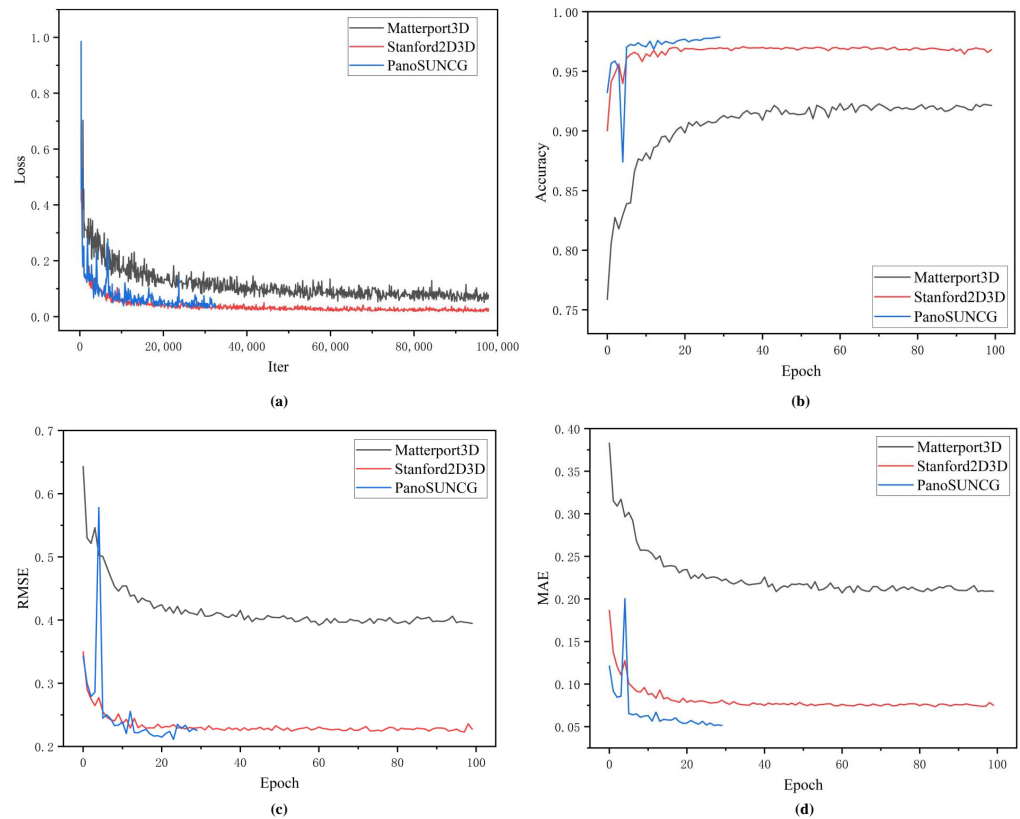 Matterport3D
Stanford2D3D
PanoSUNCG
1.0
0.8
0.6
0.4
0.2
0.0
Loss
0
20,000
40,000
60,000
80,000
100,000
Iter
(a)
1.00
0.95
0.90
0.85
0.80
0.75
Accuracy
Matterport3D
Stanford2D3D
PanoSUNCG
0
20
40
60
80
100
Epoch
(b)
0.7
0.6
0.5
0.4
0.3
0.2
RMSE
Matterport3D
Stanford2D3D
PanoSUNCG
0
20
40
60
80
100
Epoch
(c)
0.40
0.35
0.30
0.25
0.20
0.15
0.10
0.05
MAE
Matterport3D
Stanford2D3D
PanoSUNCG
0
20
40
60
80
100
Epoch
(d)